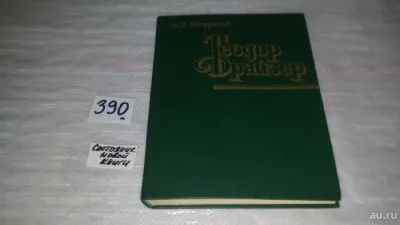 Теодор
Драйзер
390
Состояние
новой
книги
au.ru